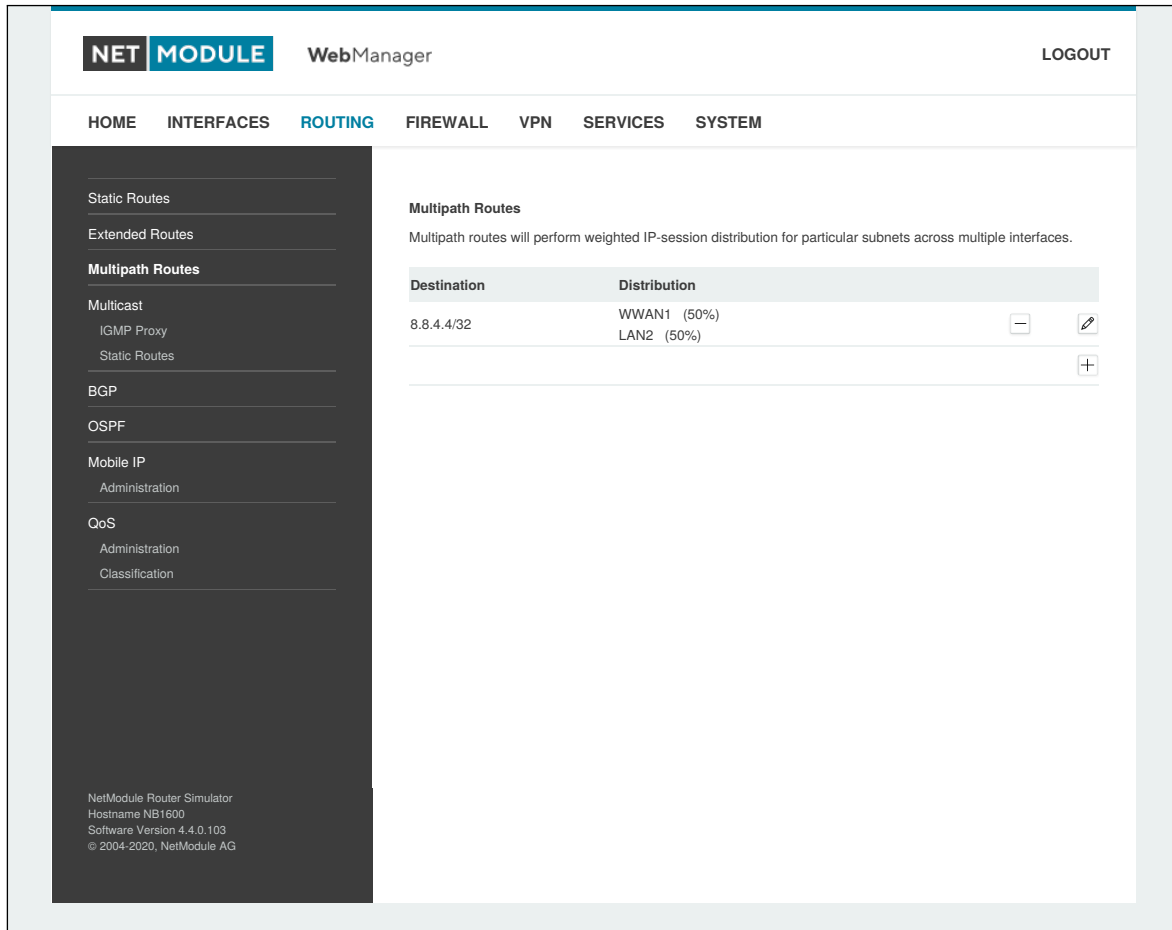 NET MODULE WebManager LOGOUT
HOME INTERFACES ROUTING FIREWALL VPN SERVICES SYSTEM
Static Routes
Extended Routes
Multipath Routes
Multicast
IGMP Proxy
Static Routes
BGP
OSPF
Mobile IP
Administration
QoS
Administration
Classification
NetModule Router Simulator
Hostname NB1600
Software Version 4.4.0.103
© 2004-2020, NetModule AG
Multipath Routes
Multipath routes will perform weighted IP-session distribution for particular subnets across multiple interfaces.
Destination Distribution
8.8.4.4/32 WWAN1 (50%)
LAN2 (50%)